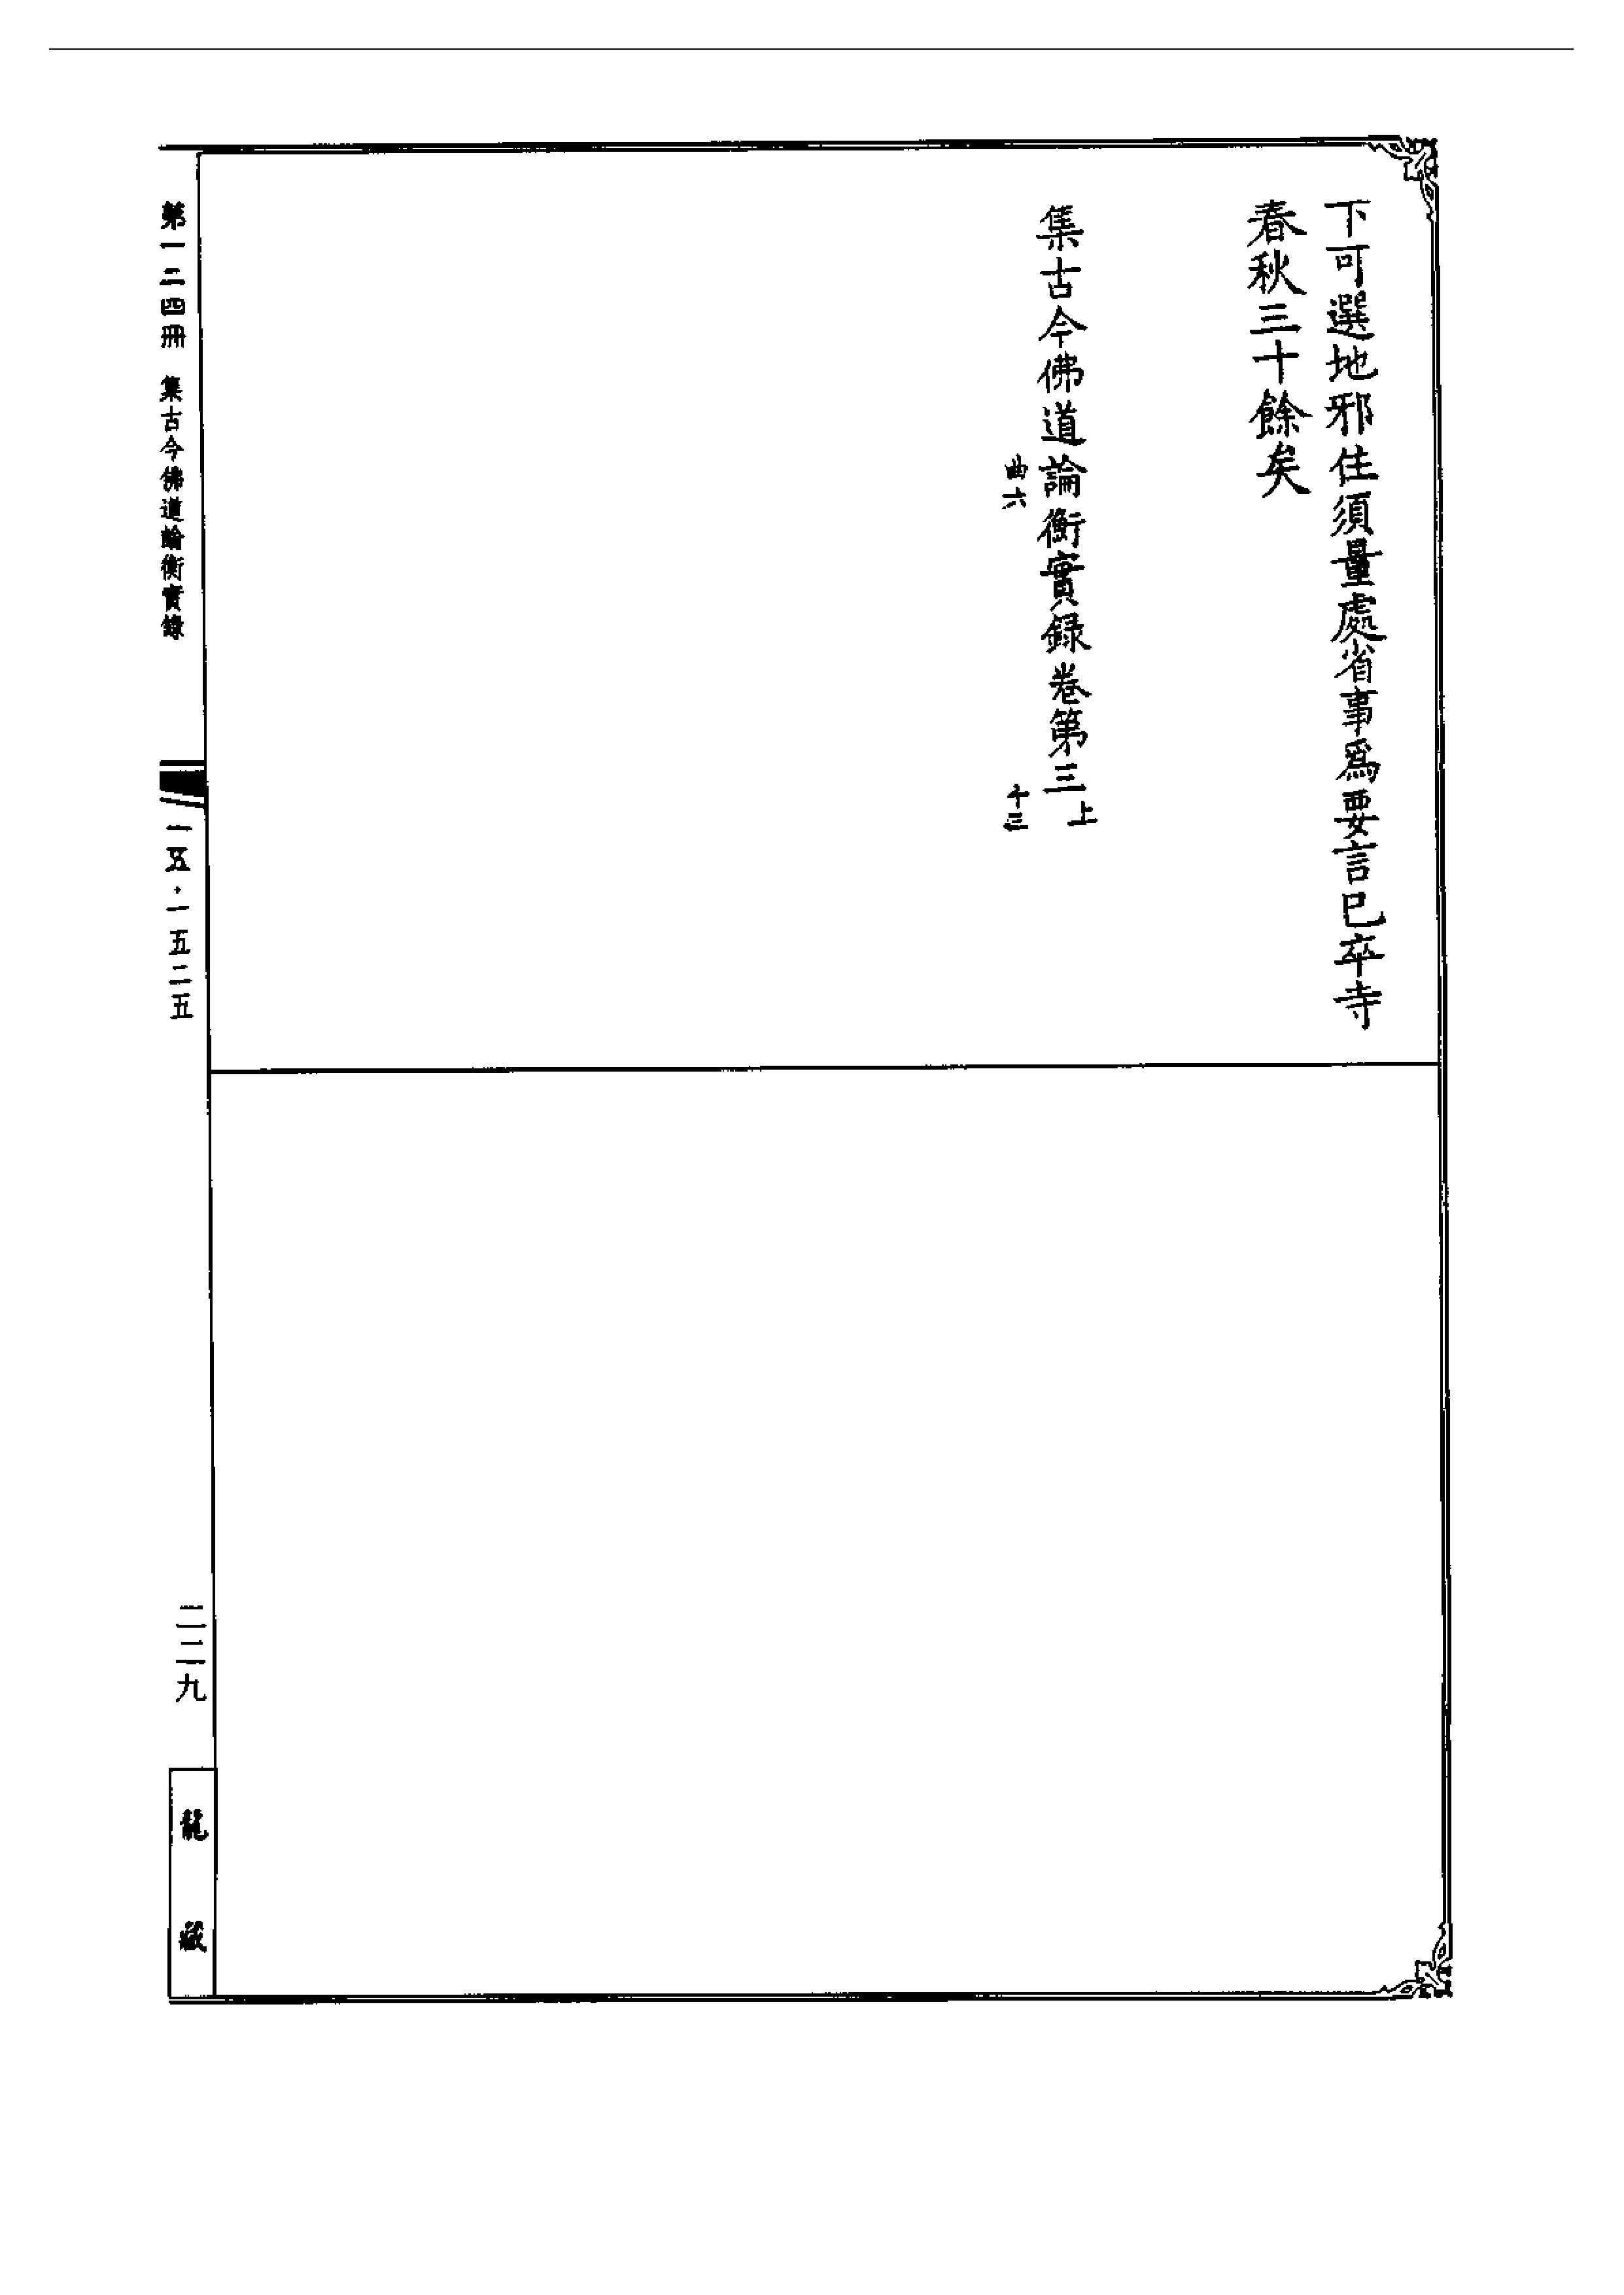 下可選地邪住須量處省事爲要言已卒寺
春秋三十餘矣
集古今佛道論衡實録卷第三上
曲六
十三
第一二四冊 集古今佛道論衡實錄
一五·一五二五
二二九
龍藏